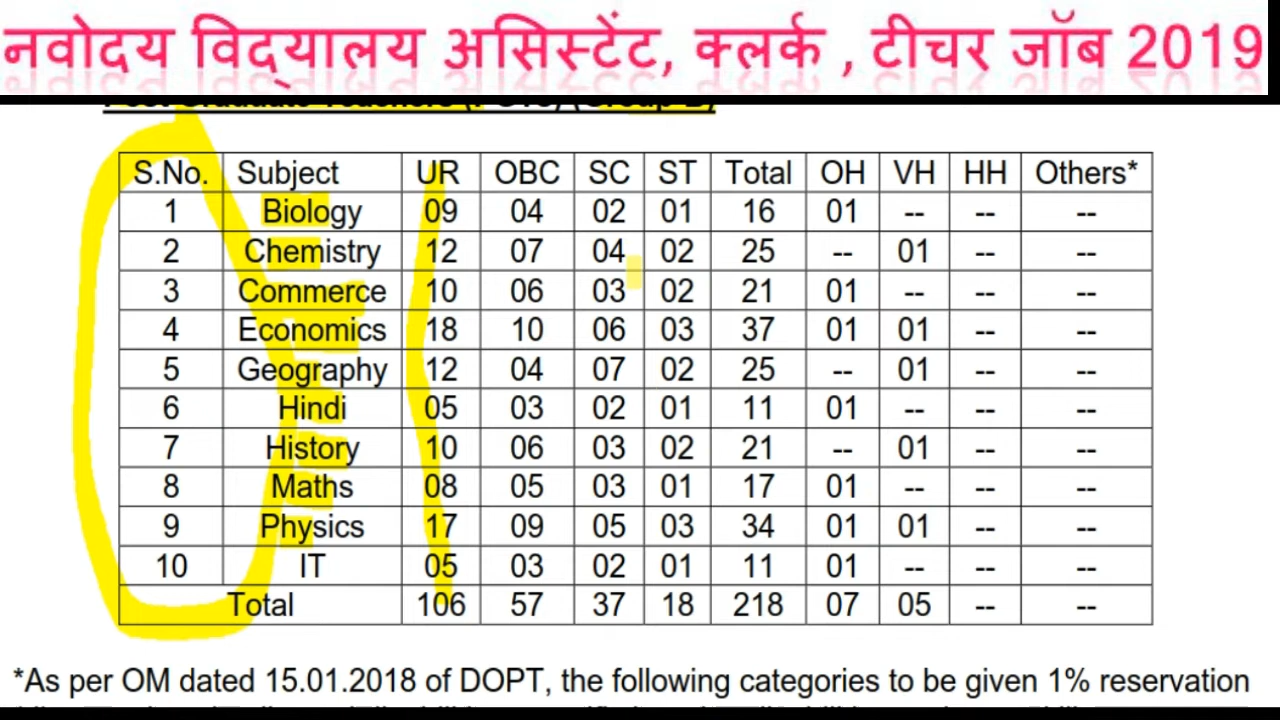 नवोदय विद्यालय असिस्टेंट, क्लर्क , टीचर जॉब 2019
S.No. Subject UR OBC SC ST Total OH VH HH Others*
1 Biology 09 04 02 01 16 01 -- -- --
2 Chemistry 12 07 04 02 25 -- 01 -- --
3 Commerce 10 06 03 02 21 01 -- -- --
4 Economics 18 10 06 03 37 01 01 -- --
5 Geography 12 04 07 02 25 -- 01 -- --
6 Hindi 05 03 02 01 11 01 -- -- --
7 History 10 06 03 02 21 -- 01 -- --
8 Maths 08 05 03 01 17 01 -- -- --
9 Physics 17 09 05 03 34 01 01 -- --
10 IT 05 03 02 01 11 01 -- -- --
Total 106 57 37 18 218 07 05 -- --
*As per OM dated 15.01.2018 of DOPT, the following categories to be given 1% reservation